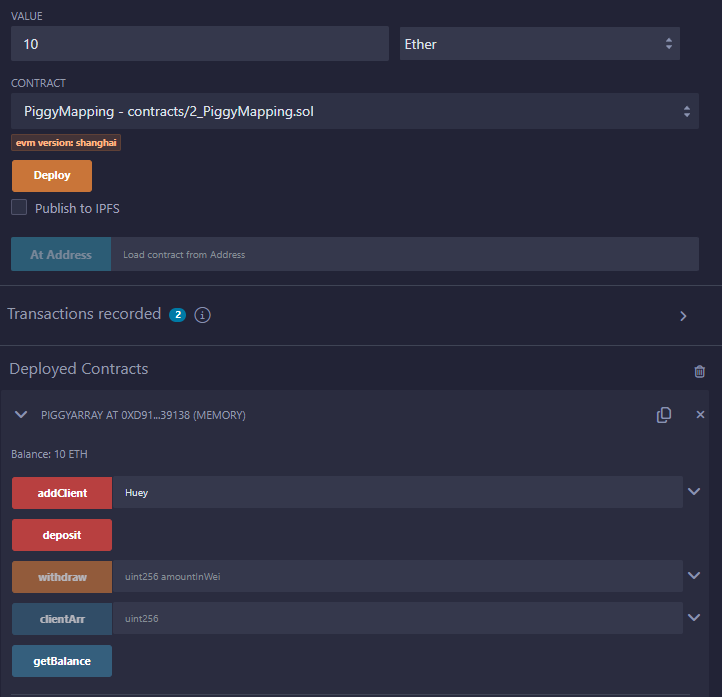 VALUE
10
Ether
CONTRACT
PiggyMapping - contracts/2_PiggyMapping.sol
evm version: shanghai
Deploy
Publish to IPFS
At Address
Load contract from Address
Transactions recorded 2 i
Deployed Contracts
PIGGYARRAY AT 0XD91...39138 (MEMORY)
Balance: 10 ETH
addClient
Huey
deposit
withdraw
uint256 amountInWei
clientArr
uint256
getBalance